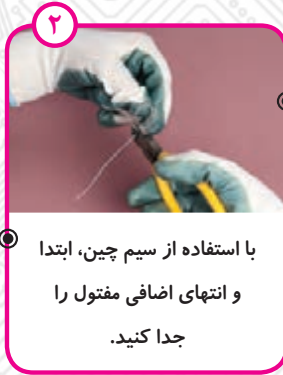 ۲
با استفاده از سیم چین، ابتدا
و انتهای اضافی مفتول را
جدا کنید.